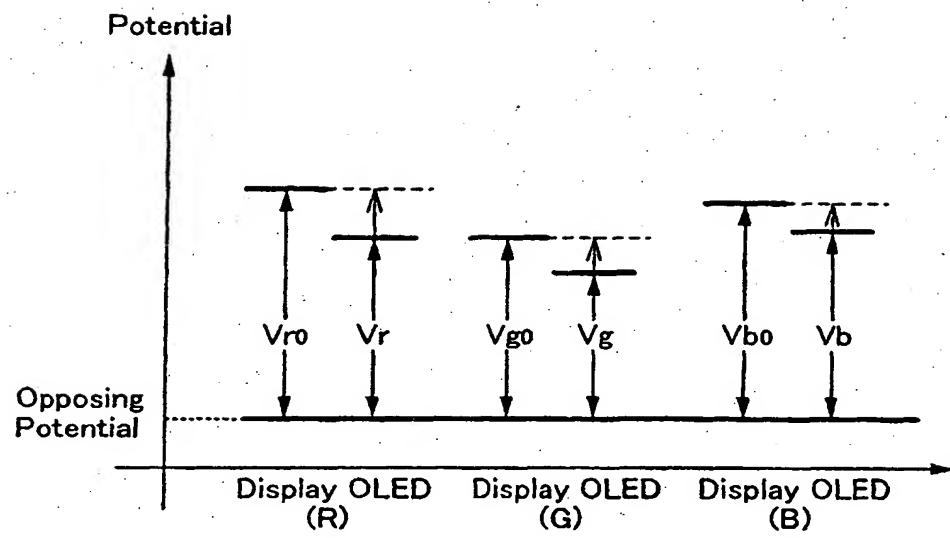 Potential
Vr0
Vr
Vg0
Vg
Vb0
Vb
Opposing
Potential
Display OLED
(R)
Display OLED
(G)
Display OLED
(B)